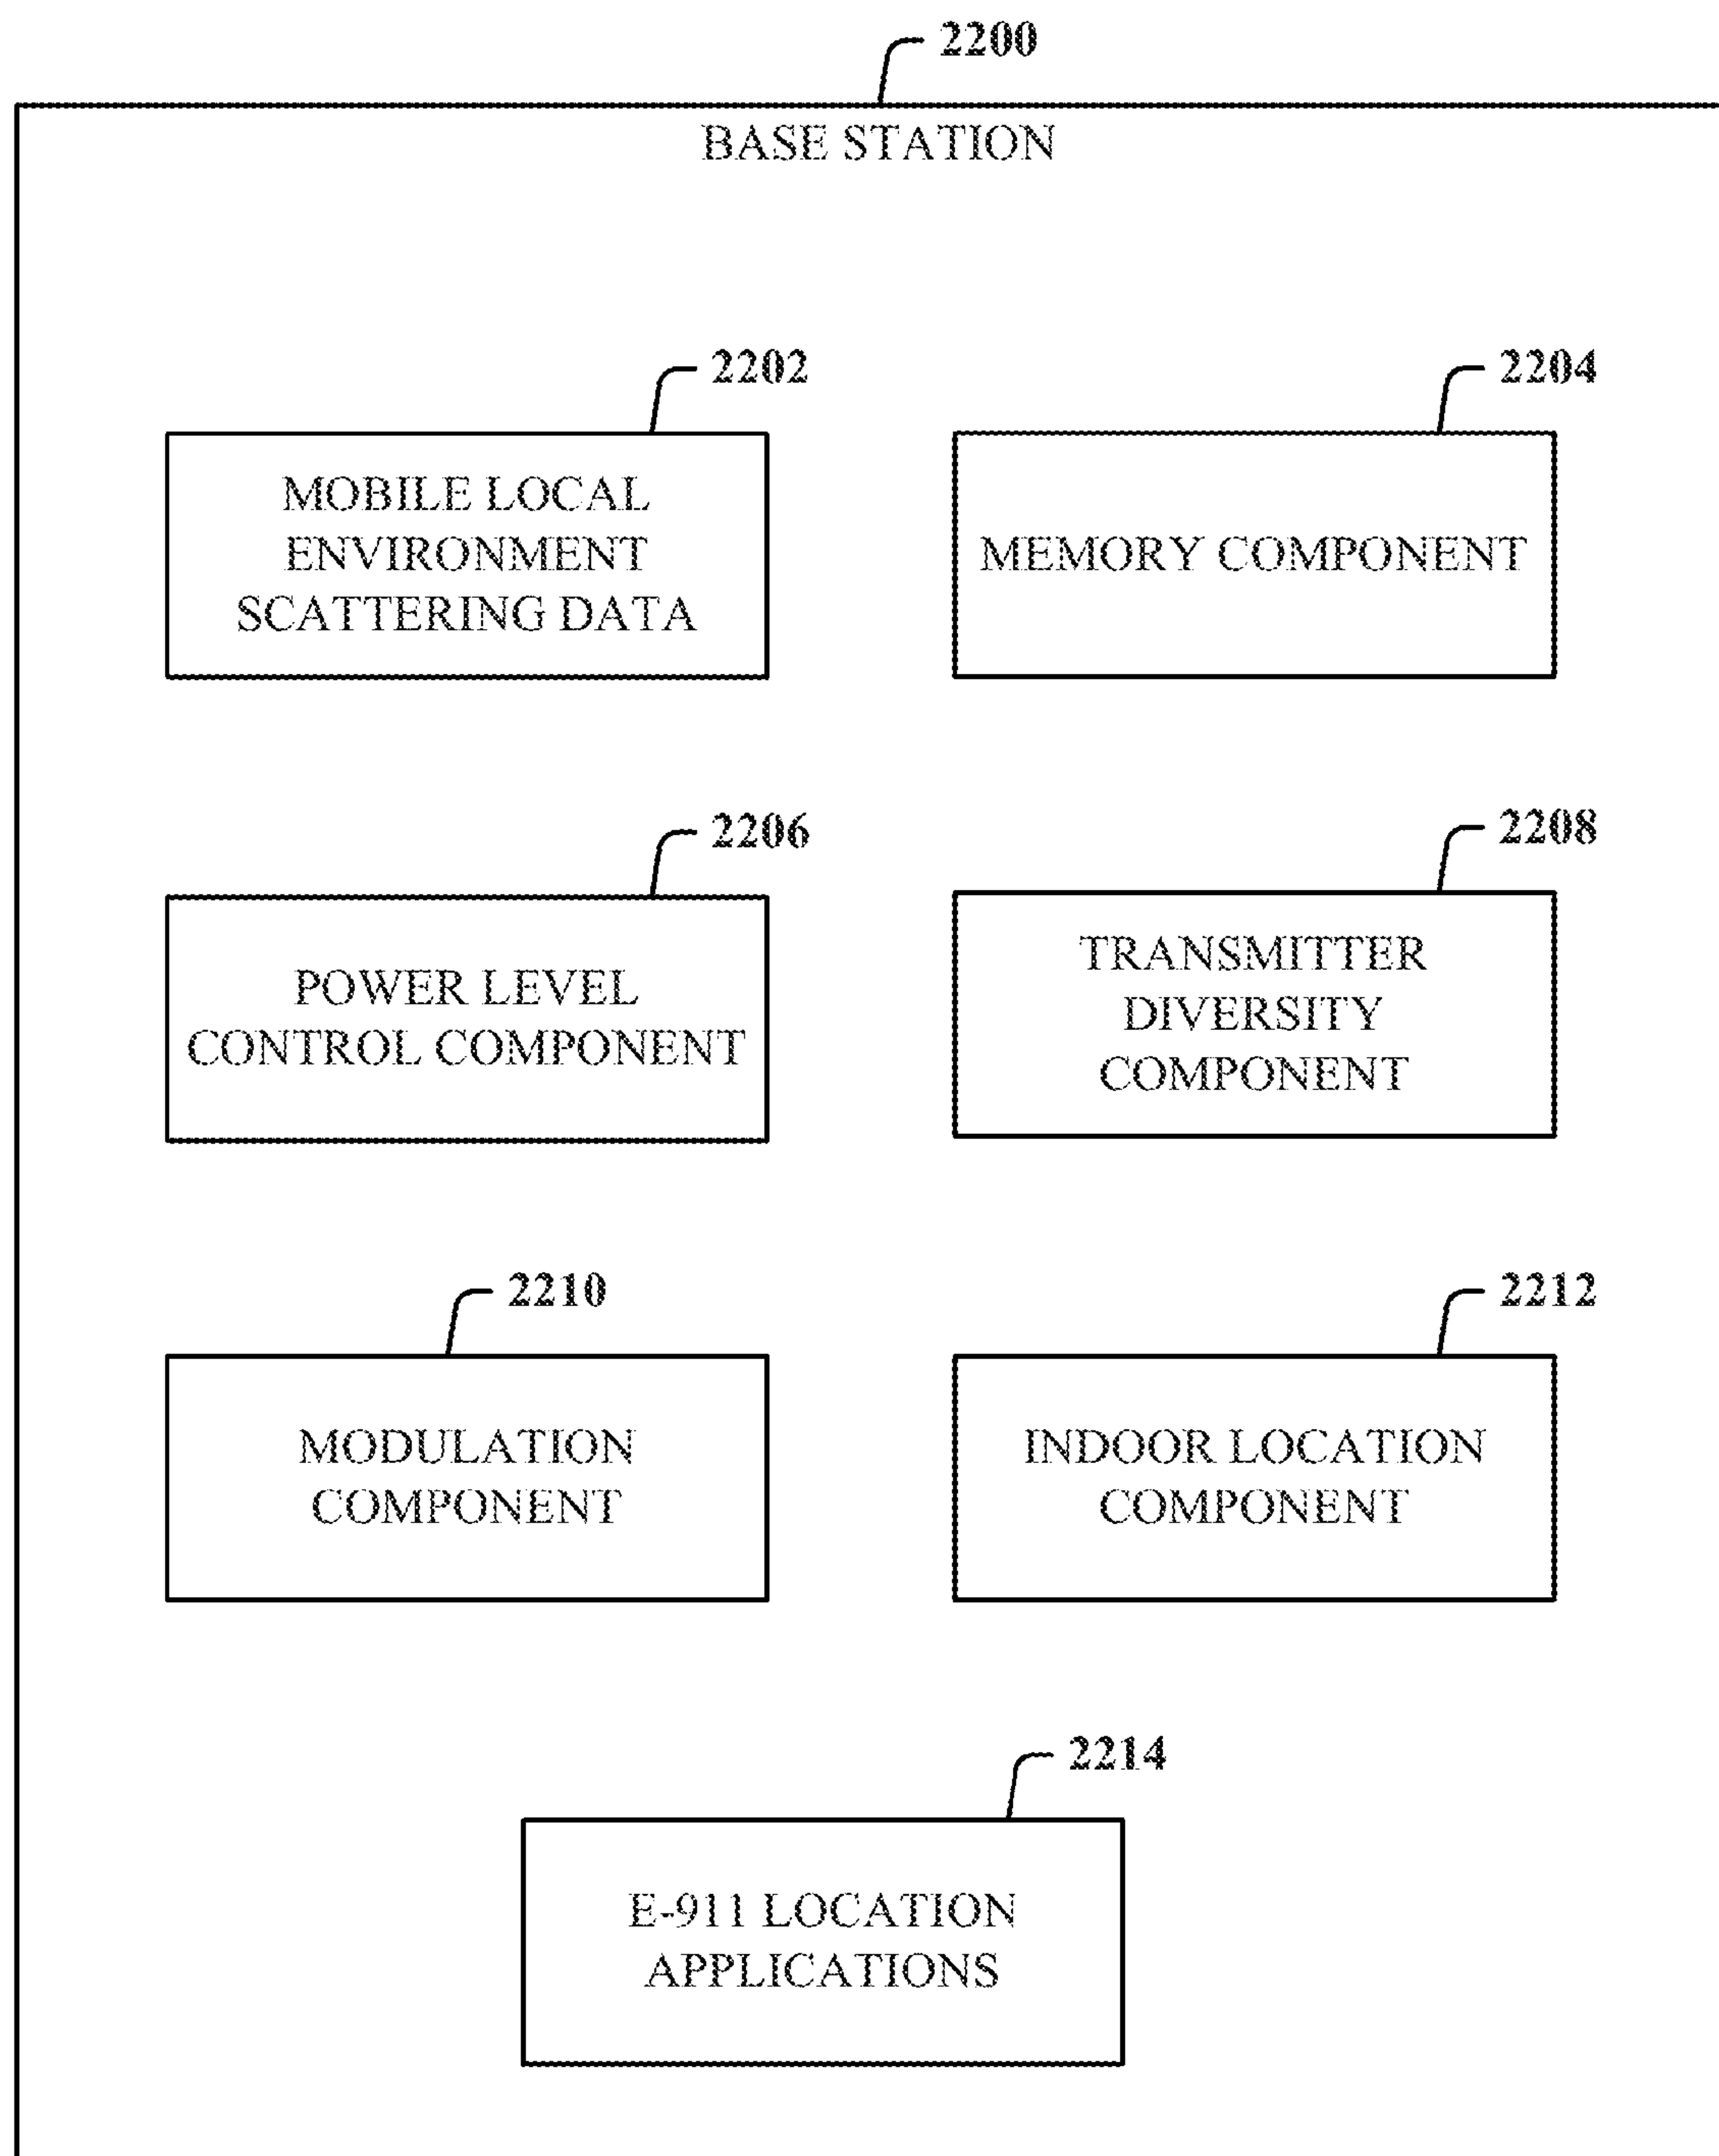 2200
BASE STATION
2202
2204
MOBILE LOCAL
ENVIRONMENT
SCATTERING DATA
MEMORY COMPONENT
2206
2208
POWER LEVEL
CONTROL COMPONENT
TRANSMITTER
DIVERSITY
COMPONENT
2210
2212
MODULATION
COMPONENT
INDOOR LOCATION
COMPONENT
2214
E-911 LOCATION
APPLICATIONS